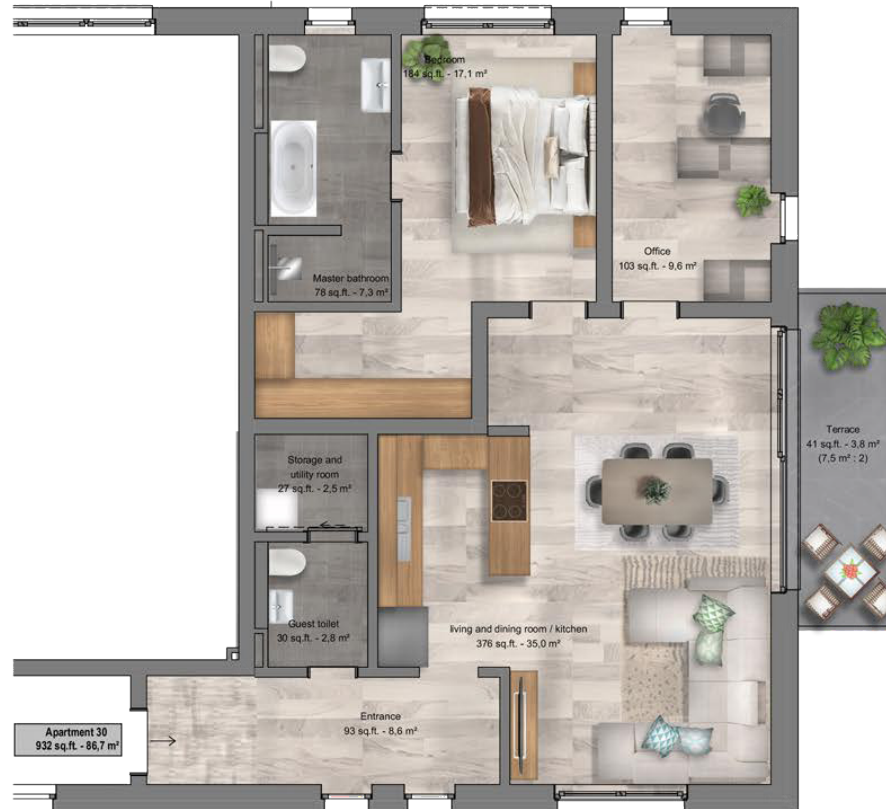 Bedroom
184 sq.ft. - 17,1 m²
Office
103 sq.ft. - 9,6 m²
Master bathroom
78 sq.ft. - 7,3 m²
Terrace
41 sq.ft. - 3,8 m²
(7,5 m² : 2)
Storage and
utility room
27 sq.ft. - 2,5 m²
Guest toilet
30 sq.ft. - 2,8 m²
living and dining room / kitchen
376 sq.ft. - 35,0 m²
Entrance
93 sq.ft. - 8,6 m²
Apartment 30
932 sq.ft. - 86,7 m²